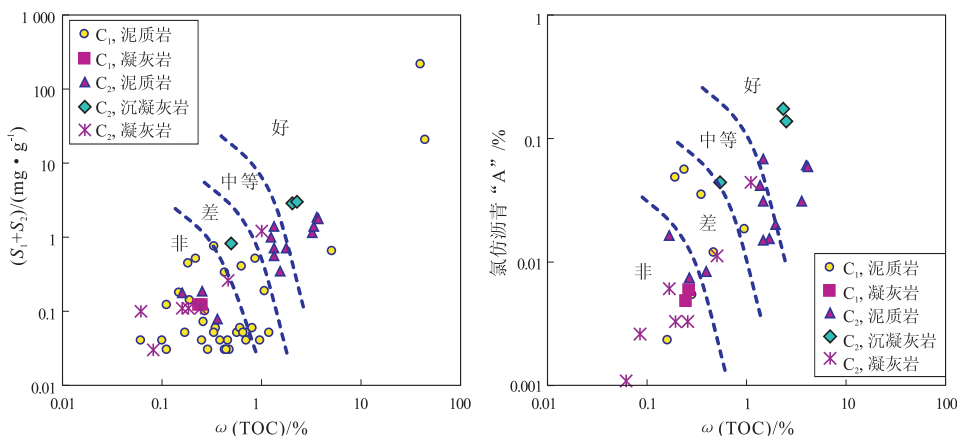 1 000
100
10
1
0.1
0.01
(S₁+S₂)/(mg•g⁻¹)
C₁, 泥质岩
C₁, 凝灰岩
C₂, 泥质岩
C₂, 沉凝灰岩
C₂, 凝灰岩
好
中等
差
非
0.01 0.1 1 10 100
ω (TOC)/%
1%
0.1
0.01
0.001
氯仿沥青“A”/%
好
中等
差
非
C₁, 泥质岩
C₁, 凝灰岩
C₂, 泥质岩
C₂, 沉凝灰岩
C₂, 凝灰岩
0.01 0.1 1 10 100
ω (TOC)/%